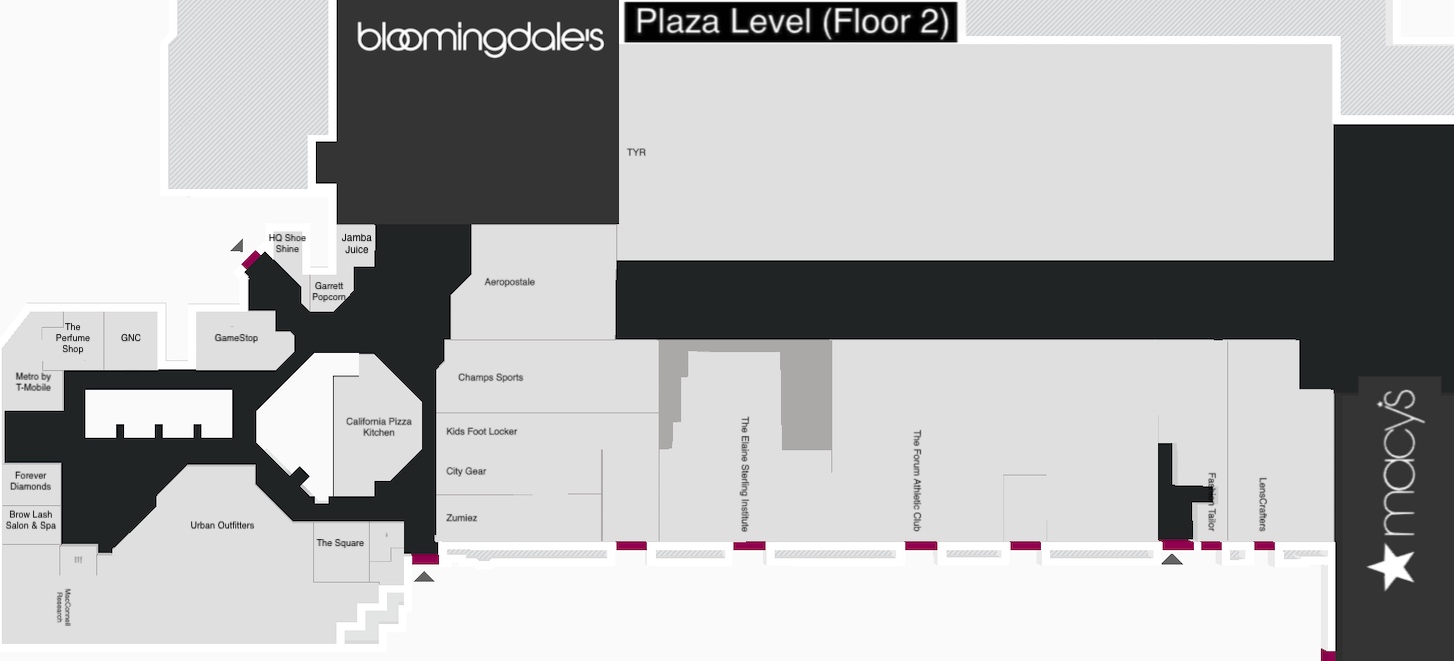 bloomingdale's
Plaza Level (Floor 2)
TYR
HQ Shoe
Shine
Jamba
Juice
Garrett
Popcorn
Aeropostale
The
Perfume
Shop
GNC
GameStop
Metro by
T-Mobile
Champs Sports
California Pizza
Kitchen
Kids Foot Locker
City Gear
Zumiez
Forever
Diamonds
Brow Lash
Salon & Spa
Urban Outfitters
The Square
MacConnell
Research
The Elaine Sterling Institute
The Forum Athletic Club
Fashion Tailor
LensCrafters
macy's